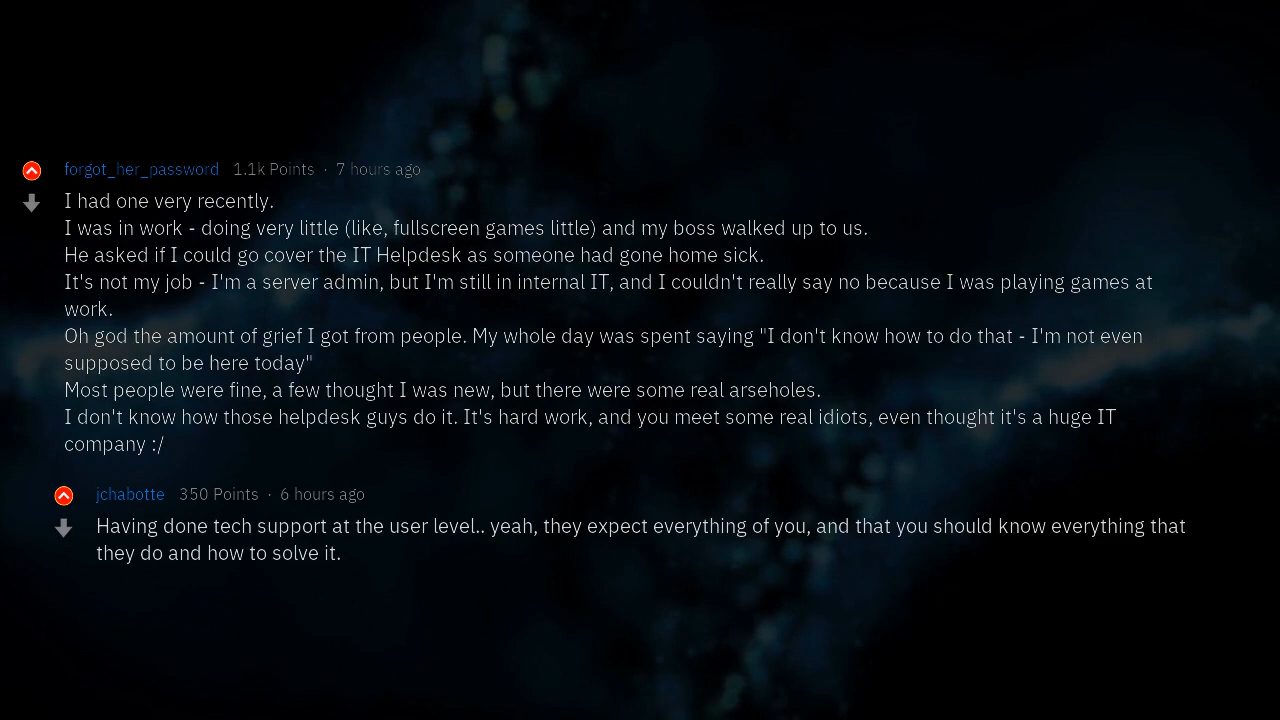 forgot_her_password 1.1k Points · 7 hours ago
I had one very recently.
I was in work - doing very little (like, fullscreen games little) and my boss walked up to us.
He asked if I could go cover the IT Helpdesk as someone had gone home sick.
It's not my job - I'm a server admin, but I'm still in internal IT, and I couldn't really say no because I was playing games at
work.
Oh god the amount of grief I got from people. My whole day was spent saying "I don't know how to do that - I'm not even
supposed to be here today"
Most people were fine, a few thought I was new, but there were some real arseholes.
I don't know how those helpdesk guys do it. It's hard work, and you meet some real idiots, even thought it's a huge IT
company :/
jchabotte 350 Points · 6 hours ago
Having done tech support at the user level.. yeah, they expect everything of you, and that you should know everything that
they do and how to solve it.